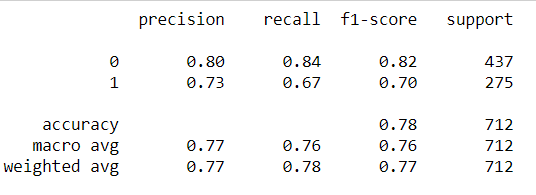 precision recall f1-score support
0 0.80 0.84 0.82 437
1 0.73 0.67 0.70 275
accuracy 0.78 712
macro avg 0.77 0.76 0.76 712
weighted avg 0.77 0.78 0.77 712